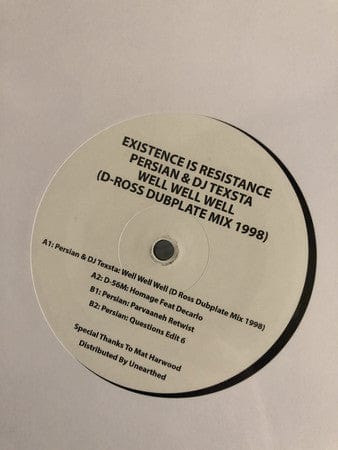 EXISTENCE IS RESISTANCE
PERSIAN & DJ TEXSTA
WELL WELL WELL
(D-ROSS DUBPLATE MIX 1998)
A1: Persian & DJ Texsta: Well Well Well (D Ross Dubplate Mix 1998)
A2: D-56M: Homage Feat Decarlo
B1: Persian: Parvaaneh Retwist
B2: Persian: Questions Edit 6
Special Thanks To Mat Harwood
Distributed By Unearthed